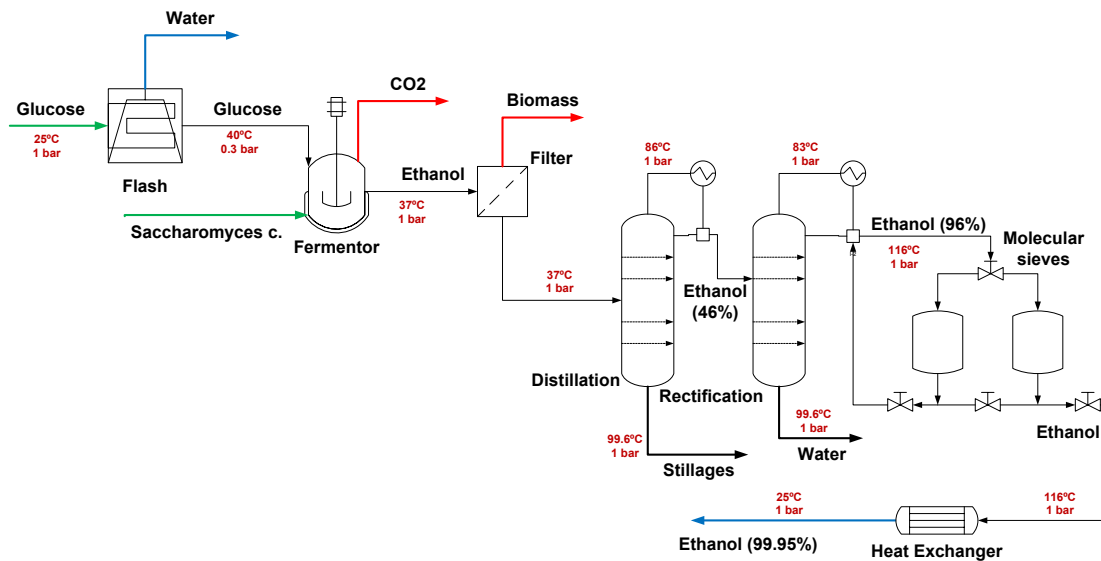 Water
Glucose
25ºC
1 bar
Flash
Glucose
40ºC
0.3 bar
CO2
Saccharomyces c.
Fermentor
Ethanol
37ºC
1 bar
Biomass
Filter
37ºC
1 bar
86ºC
1 bar
Distillation
99.6ºC
1 bar
Stillages
Ethanol
(46%)
83ºC
1 bar
Rectification
99.6ºC
1 bar
Water
Ethanol (96%)
116ºC
1 bar
Molecular
sieves
Ethanol
116ºC
1 bar
Heat Exchanger
25ºC
1 bar
Ethanol (99.95%)